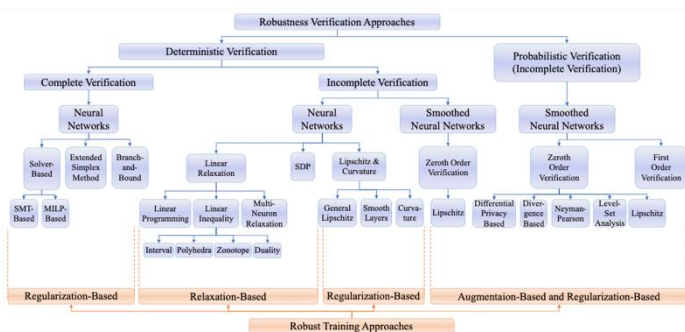 Robustness Verification Approaches
Deterministic Verification
Probabilistic Verification
(Incomplete Verification)
Complete Verification
Incomplete Verification
Neural
Networks
Neural
Networks
Smoothed
Neural Networks
Smoothed
Neural Networks
Solver-
Based
Extended
Simplex
Method
Branch-
and-
Bound
Linear
Relaxation
SDP
Lipschitz &
Curvature
Zeroth Order
Verification
Zeroth
Order
Verification
First
Order
Verification
SMT-
Based
MILP-
Based
Linear
Programming
Linear
Inequality
Multi-
Neuron
Relaxation
General
Lipschitz
Smooth
Layers
Curva-
ture
Lipschitz
Differential
Privacy
Based
Diver-
gence
Based
Neyman-
Pearson
Level-
Set
Analysis
Lipschitz
Interval
Polyhedra
Zonotope
Duality
Regularization-Based
Relaxation-Based
Regularization-Based
Augmentaion-Based and Regularization-Based
Robust Training Approaches